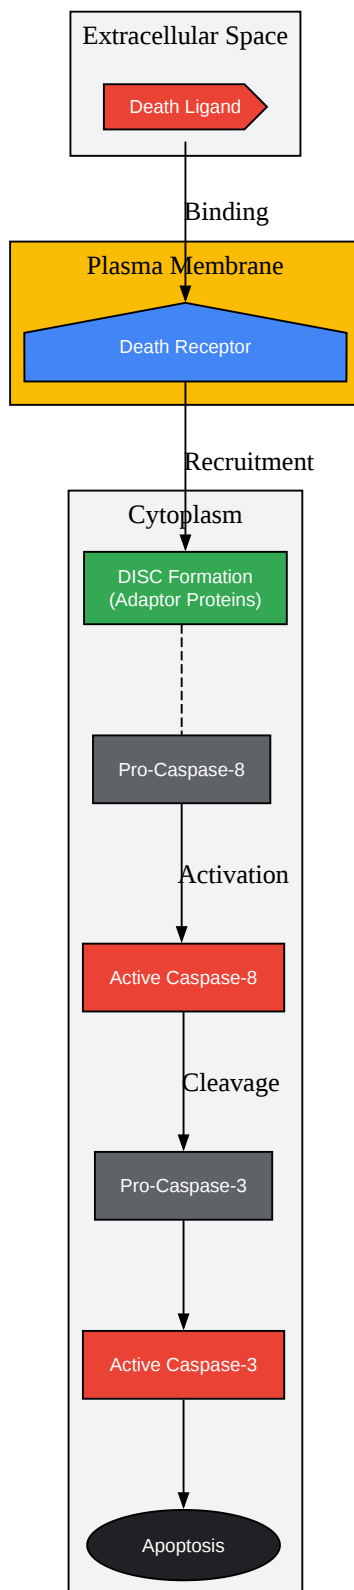 Extracellular Space
Death Ligand
Binding
Plasma Membrane
Death Receptor
Recruitment
Cytoplasm
DISC Formation
(Adaptor Proteins)
Pro-Caspase-8
Activation
Active Caspase-8
Cleavage
Pro-Caspase-3
Active Caspase-3
Apoptosis